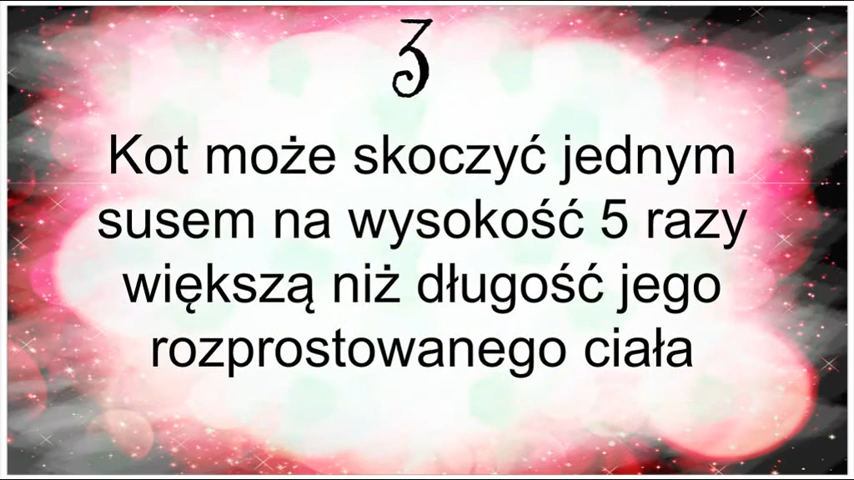 3
Kot może skoczyć jednym
susem na wysokość 5 razy
większą niż długość jego
rozprostowanego ciała